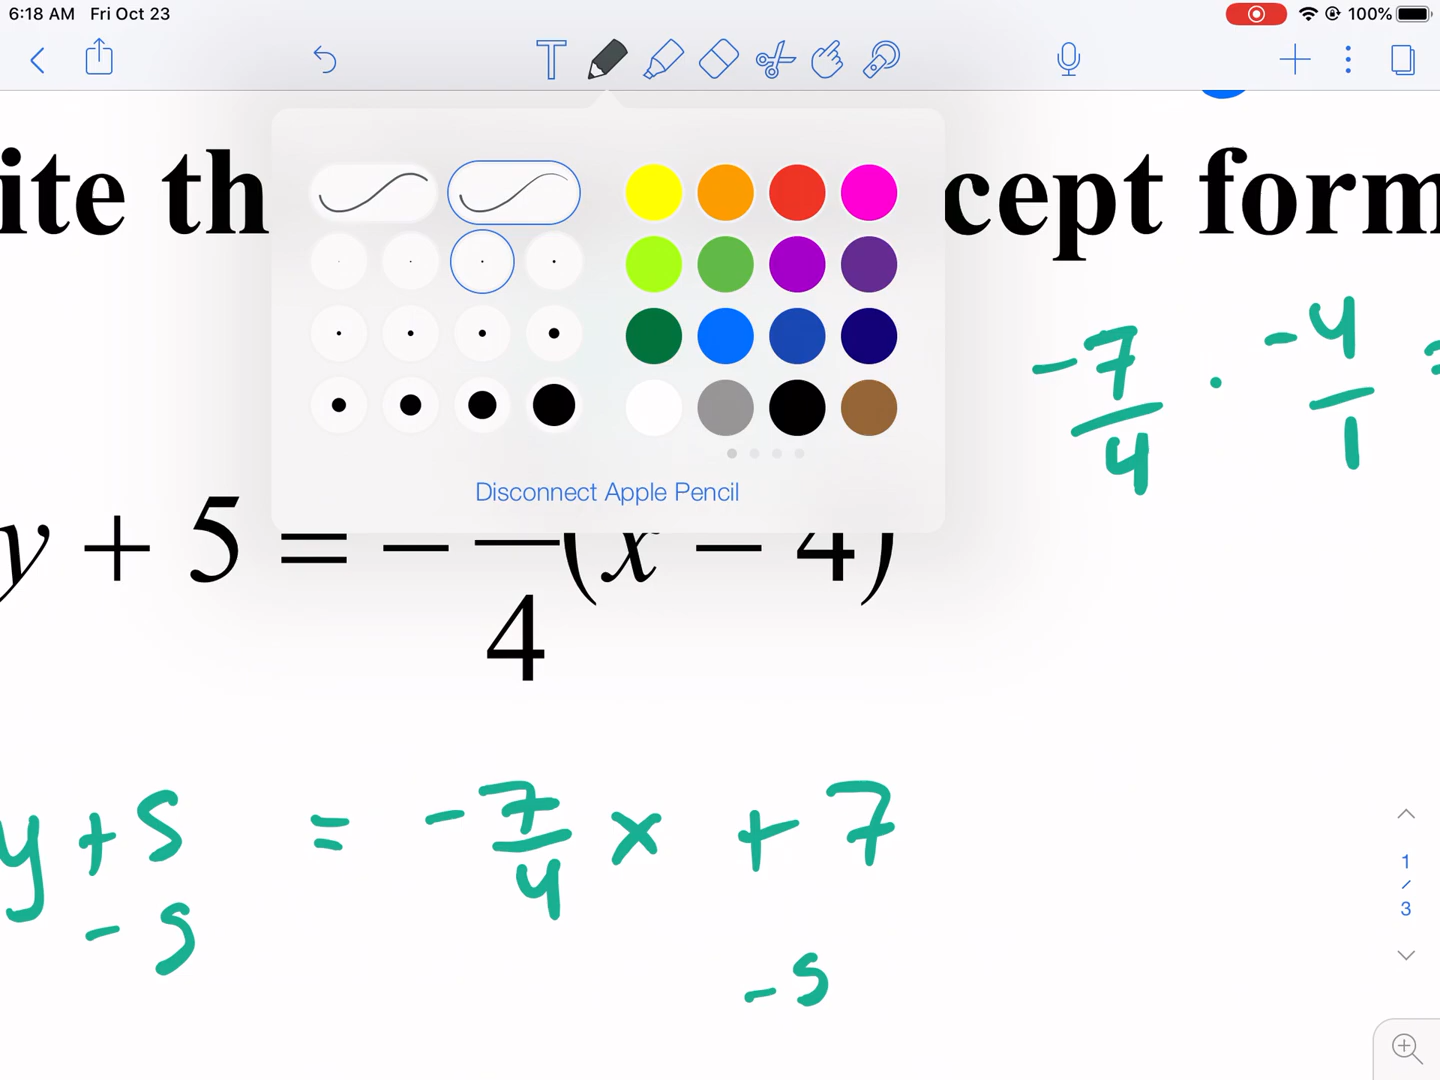 6:18 AM Fri Oct 23 100%
ite th cept form
-7/4 · -4/1
Disconnect Apple Pencil
y + 5 = - /4 (x - 4)
y + 5 = -7/4 x + 7
- 5 - 5
1 / 3